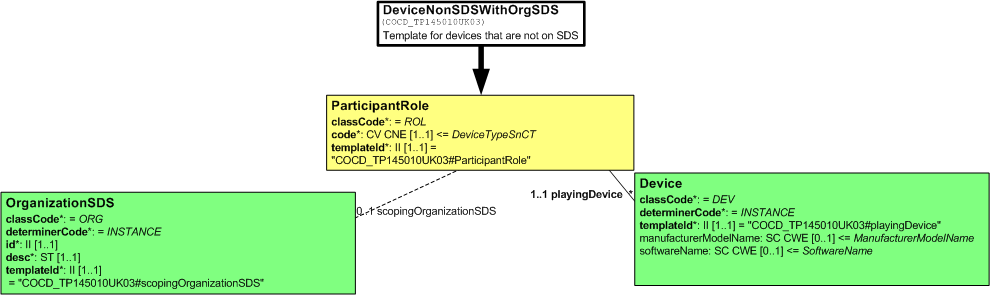 DeviceNonSDSWithOrgSDS
(COCD_TP145010UK03)
Template for devices that are not on SDS
ParticipantRole
classCode*: = ROL
code*: CV CNE [1..1] <= DeviceTypeSnCT
templateId*: II [1..1] =
"COCD_TP145010UK03#ParticipantRole"
1..1 playingDevice *
0..1 scopingOrganizationSDS
OrganizationSDS
classCode*: = ORG
determinerCode*: = INSTANCE
id*: II [1..1]
desc*: ST [1..1]
templateId*: II [1..1]
= "COCD_TP145010UK03#scopingOrganizationSDS"
Device
classCode*: = DEV
determinerCode*: = INSTANCE
templateId*: II [1..1] = "COCD_TP145010UK03#playingDevice"
manufacturerModelName: SC CWE [0..1] <= ManufacturerModelName
softwareName: SC CWE [0..1] <= SoftwareName